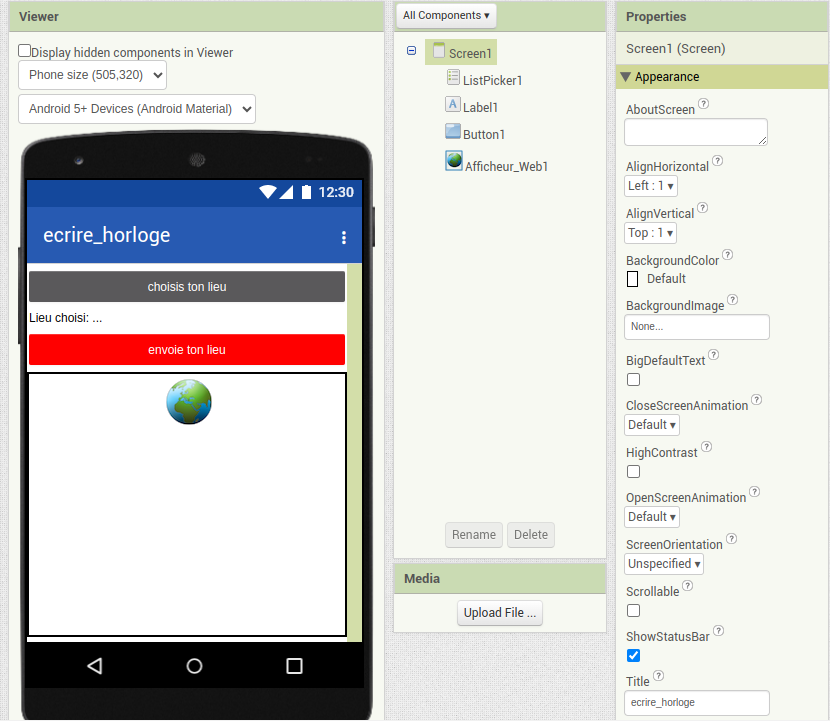 Viewer
Display hidden components in Viewer
Phone size (505,320)
Android 5+ Devices (Android Material)
12:30
ecrire_horloge
choisis ton lieu
Lieu choisi: ...
envoie ton lieu
All Components ▾
Screen1
ListPicker1
A Label1
Button1
Afficheur_Web1
Rename Delete
Media
Upload File ...
Properties
Screen1 (Screen)
Appearance
AboutScreen ?
AlignHorizontal ?
Left : 1 ▾
AlignVertical ?
Top : 1 ▾
BackgroundColor ?
Default
BackgroundImage ?
None...
BigDefaultText ?
CloseScreenAnimation ?
Default ▾
HighContrast ?
OpenScreenAnimation ?
Default ▾
ScreenOrientation ?
Unspecified ▾
Scrollable ?
ShowStatusBar ?
Title ?
ecrire_horloge